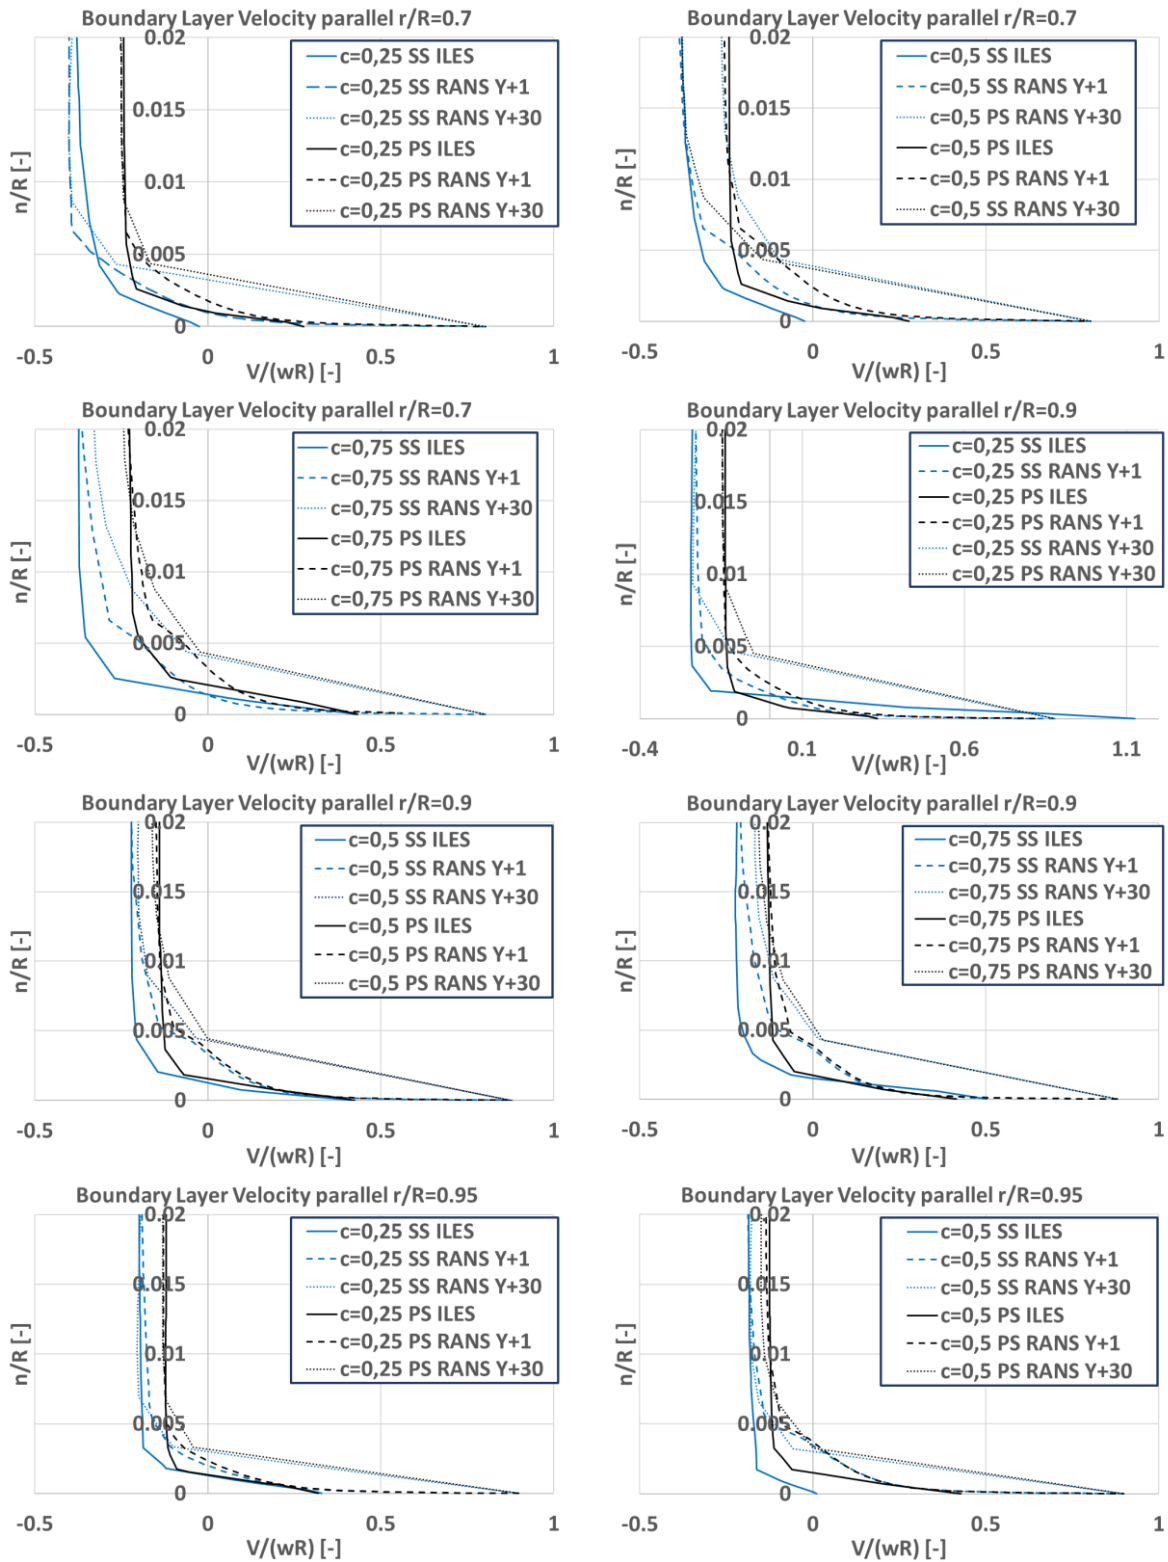 Boundary Layer Velocity parallel r/R=0.7
0.02
0.015
0.01
0.005
0
n/R [-]
c=0,25 SS ILES
c=0,25 SS RANS Y+1
c=0,25 SS RANS Y+30
c=0,25 PS ILES
c=0,25 PS RANS Y+1
c=0,25 PS RANS Y+30
-0.5 0 0.5 1
V/(wR) [-]
Boundary Layer Velocity parallel r/R=0.7
0.02
0.015
0.01
0.005
0
n/R [-]
c=0,5 SS ILES
c=0,5 SS RANS Y+1
c=0,5 PS RANS Y+30
c=0,5 PS ILES
c=0,5 PS RANS Y+1
c=0,5 SS RANS Y+30
-0.5 0 0.5 1
V/(wR) [-]
Boundary Layer Velocity parallel r/R=0.7
0.02
0.015
0.01
0.005
0
n/R [-]
c=0,75 SS ILES
c=0,75 SS RANS Y+1
c=0,75 SS RANS Y+30
c=0,75 PS ILES
c=0,75 PS RANS Y+1
c=0,75 PS RANS Y+30
-0.5 0 0.5 1
V/(wR) [-]
Boundary Layer Velocity parallel r/R=0.9
0.02
0.015
0.01
0.005
0
n/R [-]
c=0,25 SS ILES
c=0,25 SS RANS Y+1
c=0,25 PS ILES
c=0,25 PS RANS Y+1
c=0,25 SS RANS Y+30
c=0,25 PS RANS Y+30
-0.4 0.1 0.6 1.1
V/(wR) [-]
Boundary Layer Velocity parallel r/R=0.9
0.02
0.015
0.01
0.005
0
n/R [-]
c=0,5 SS ILES
c=0,5 SS RANS Y+1
c=0,5 SS RANS Y+30
c=0,5 PS ILES
c=0,5 PS RANS Y+1
c=0,5 PS RANS Y+30
-0.5 0 0.5 1
V/(wR) [-]
Boundary Layer Velocity parallel r/R=0.9
0.02
0.015
0.01
0.005
0
n/R [-]
c=0,75 SS ILES
c=0,75 SS RANS Y+1
c=0,75 SS RANS Y+30
c=0,75 PS ILES
c=0,75 PS RANS Y+1
c=0,75 PS RANS Y+30
-0.5 0 0.5 1
V/(wR) [-]
Boundary Layer Velocity parallel r/R=0.95
0.02
0.015
0.01
0.005
0
n/R [-]
c=0,25 SS ILES
c=0,25 SS RANS Y+1
c=0,25 SS RANS Y+30
c=0,25 PS ILES
c=0,25 PS RANS Y+1
c=0,25 PS RANS Y+30
-0.5 0 0.5 1
V/(wR) [-]
Boundary Layer Velocity parallel r/R=0.95
0.02
0.015
0.01
0.005
0
n/R [-]
c=0,5 SS ILES
c=0,5 SS RANS Y+1
c=0,5 SS RANS Y+30
c=0,5 PS ILES
c=0,5 PS RANS Y+1
c=0,5 PS RANS Y+30
-0.5 0 0.5 1
V/(wR) [-]